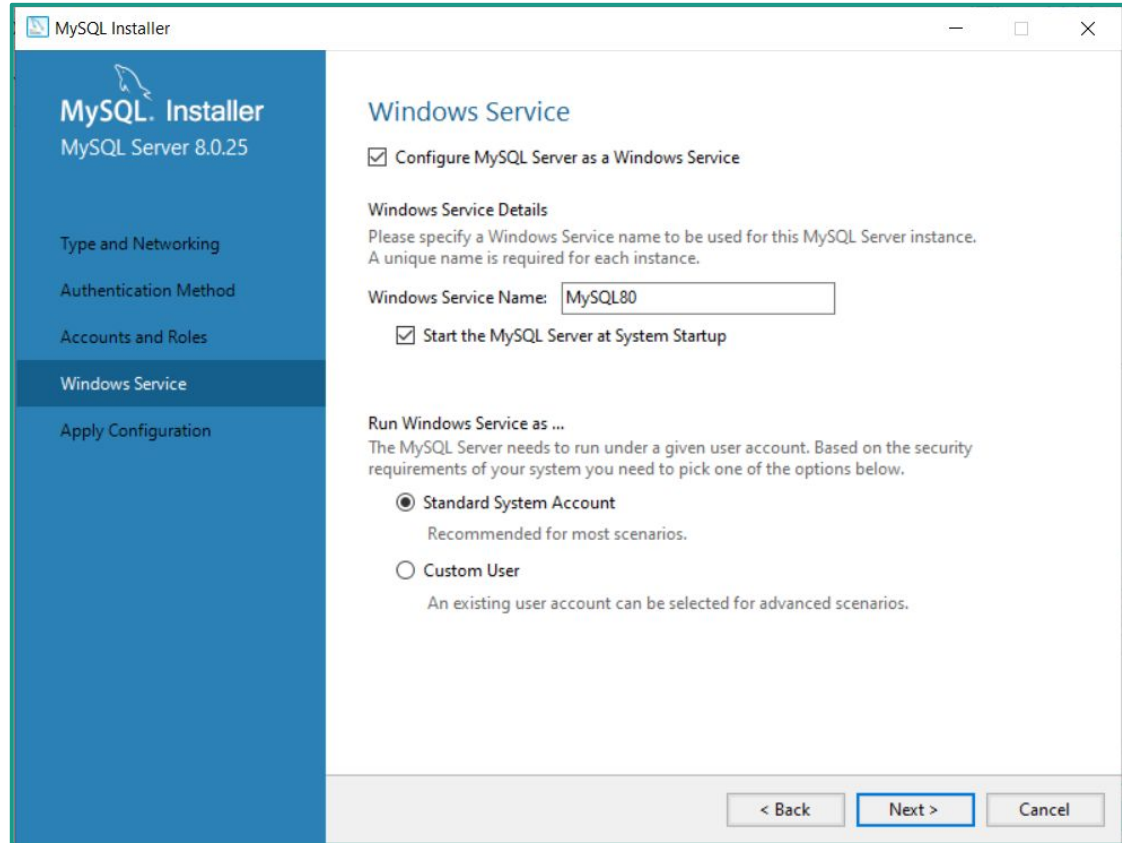 MySQL Installer
MySQL. Installer
MySQL Server 8.0.25
Type and Networking
Authentication Method
Accounts and Roles
Windows Service
Apply Configuration
Windows Service
Configure MySQL Server as a Windows Service
Windows Service Details
Please specify a Windows Service name to be used for this MySQL Server instance.
A unique name is required for each instance.
Windows Service Name: MySQL80
Start the MySQL Server at System Startup
Run Windows Service as ...
The MySQL Server needs to run under a given user account. Based on the security
requirements of your system you need to pick one of the options below.
Standard System Account
Recommended for most scenarios.
Custom User
An existing user account can be selected for advanced scenarios.
< Back Next > Cancel